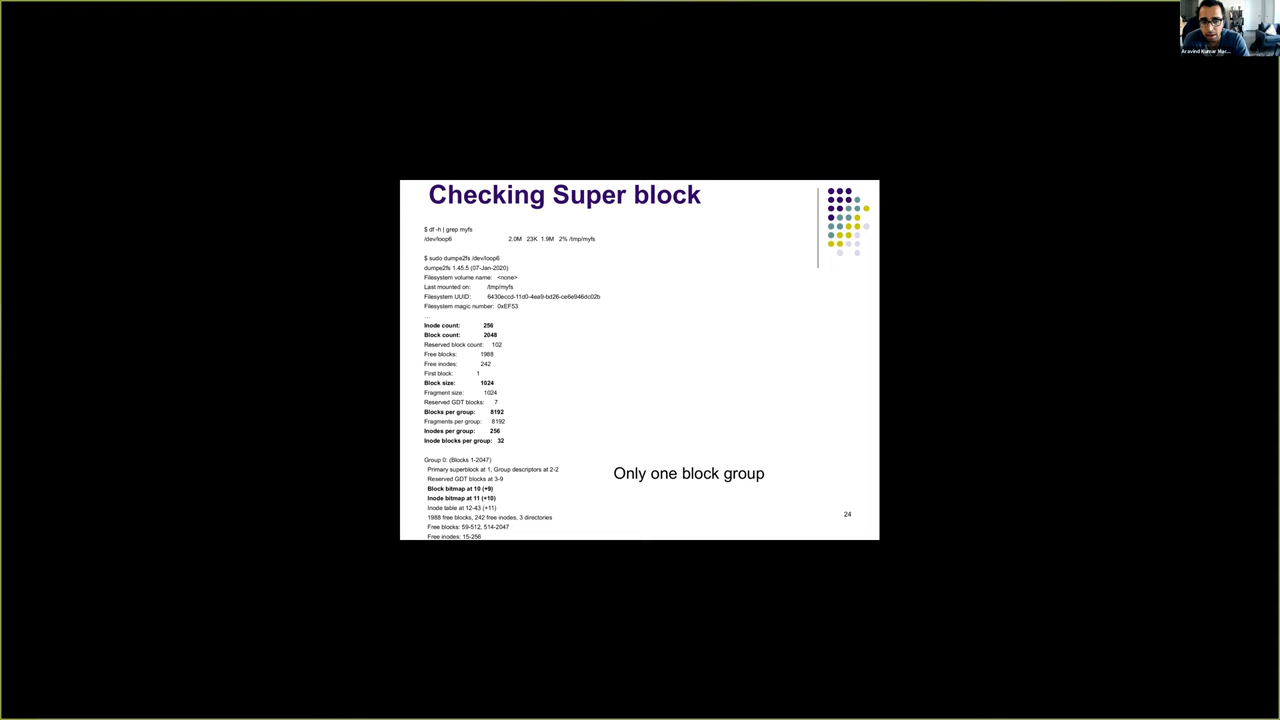 Aravind Kumar Mac...
Checking Super block
$ df -h | grep myfs
/dev/loop6 2.0M 23K 1.9M 2% /tmp/myfs
$ sudo dumpe2fs /dev/loop6
dumpe2fs 1.45.5 (07-Jan-2020)
Filesystem volume name: <none>
Last mounted on: /tmp/myfs
Filesystem UUID: 6430eccd-11d0-4ea9-bd26-ce6e946dc02b
Filesystem magic number: 0xEF53
...
Inode count: 256
Block count: 2048
Reserved block count: 102
Free blocks: 1988
Free inodes: 242
First block: 1
Block size: 1024
Fragment size: 1024
Reserved GDT blocks: 7
Blocks per group: 8192
Fragments per group: 8192
Inodes per group: 256
Inode blocks per group: 32
Group 0: (Blocks 1-2047)
Primary superblock at 1, Group descriptors at 2-2
Reserved GDT blocks at 3-9
Block bitmap at 10 (+9)
Inode bitmap at 11 (+10)
Inode table at 12-43 (+11)
1988 free blocks, 242 free inodes, 3 directories
Free blocks: 59-512, 514-2047
Free inodes: 15-256
Only one block group
24